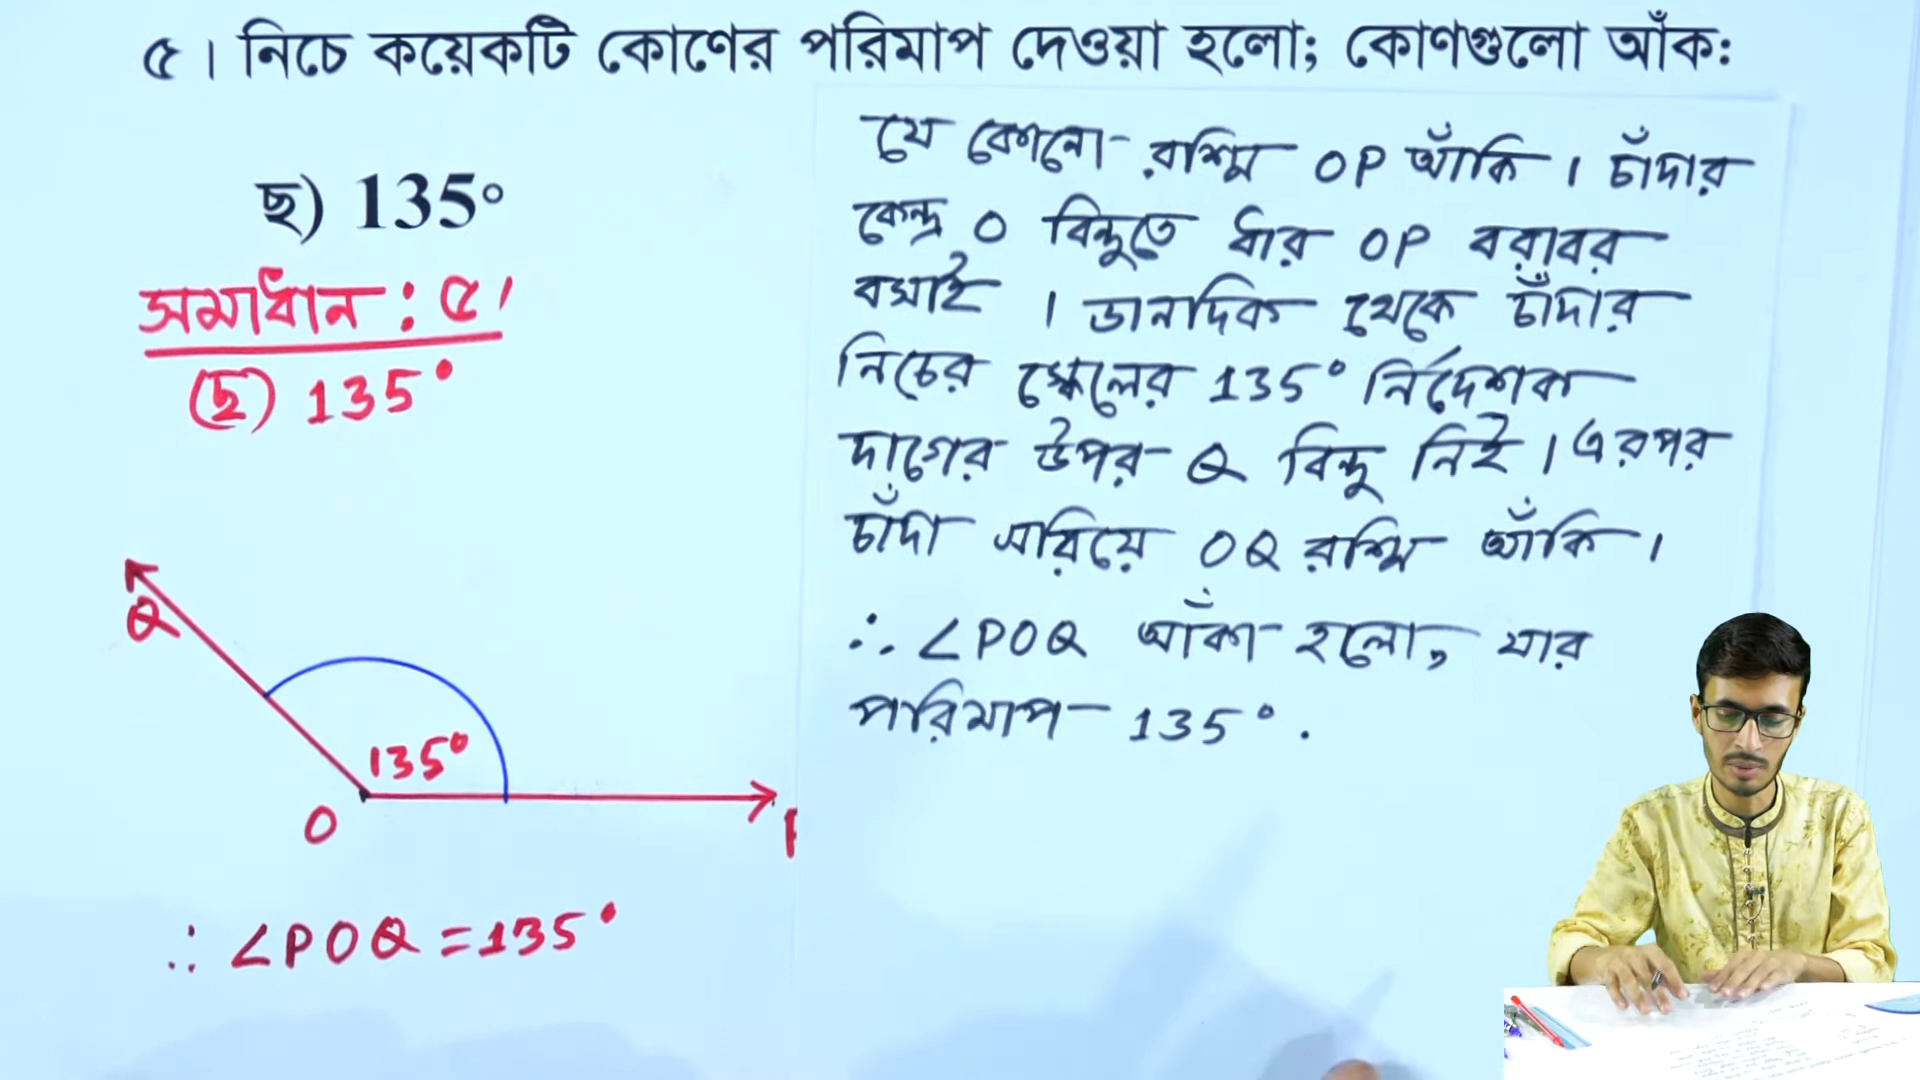 ৫। নিচে কয়েকটি কোণের পরিমাপ দেওয়া হলো; কোণগুলো আঁক:
ছ) 135°
সমাধান : ৫।
(ছ) 135°
Q
135°
O
∴ ∠POQ = 135°
যে কোনো রশ্মি OP আঁকি। চাঁদার
কেন্দ্র O বিন্দুতে ধার OP বরাবর
বসাই । ডানদিক থেকে চাঁদার
নিচের স্কেলের 135° নির্দেশক
দাগের উপর Q বিন্দু নিই। এরপর
চাঁদা সরিয়ে OQ রশ্মি আঁকি।
∴ ∠POQ আঁকা হলো, যার
পরিমাপ 135°.